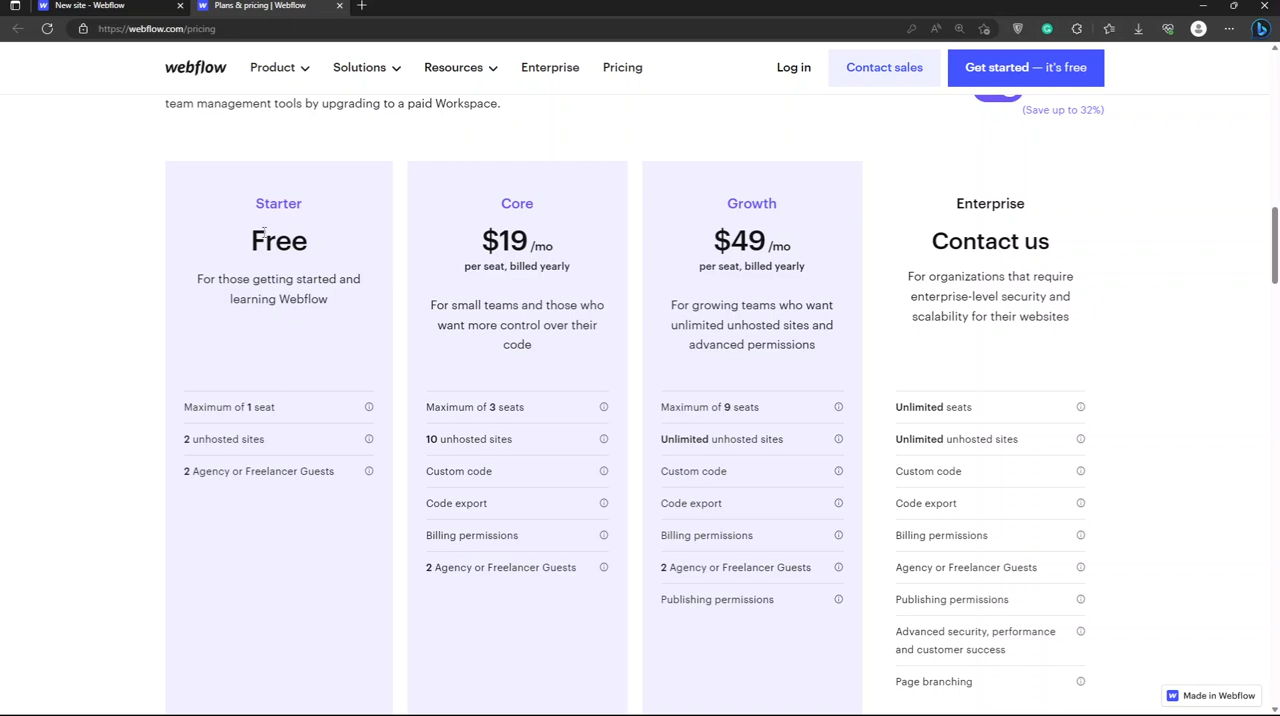 New site - Webflow
Plans & pricing | Webflow
https://webflow.com/pricing
webflow
Product
Solutions
Resources
Enterprise
Pricing
Log in
Contact sales
Get started — it's free
team management tools by upgrading to a paid Workspace.
(Save up to 32%)
Starter
Free
For those getting started and
learning Webflow
Maximum of 1 seat
2 unhosted sites
2 Agency or Freelancer Guests
Core
$19 /mo
per seat, billed yearly
For small teams and those who
want more control over their
code
Maximum of 3 seats
10 unhosted sites
Custom code
Code export
Billing permissions
2 Agency or Freelancer Guests
Growth
$49 /mo
per seat, billed yearly
For growing teams who want
unlimited unhosted sites and
advanced permissions
Maximum of 9 seats
Unlimited unhosted sites
Custom code
Code export
Billing permissions
2 Agency or Freelancer Guests
Publishing permissions
Enterprise
Contact us
For organizations that require
enterprise-level security and
scalability for their websites
Unlimited seats
Unlimited unhosted sites
Custom code
Code export
Billing permissions
Agency or Freelancer Guests
Publishing permissions
Advanced security, performance
and customer success
Page branching
Made in Webflow